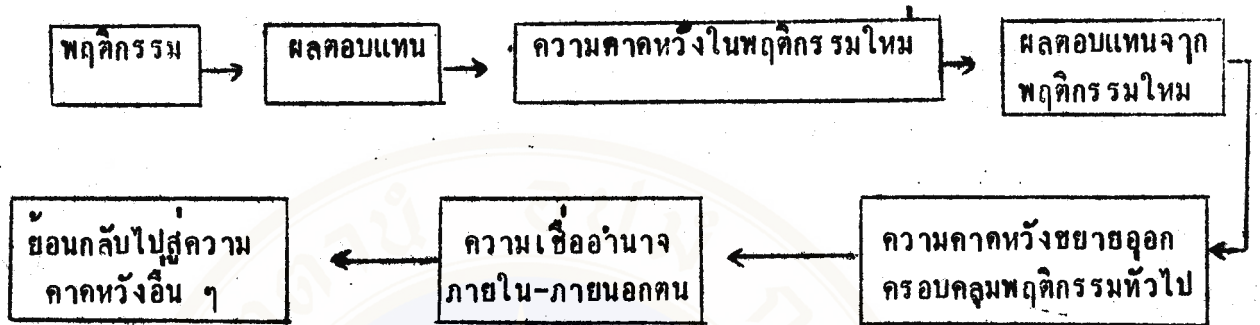 พฤติกรรม
ผลตอบแทน
ความคาดหวังในพฤติกรรมใหม่
ผลตอบแทนจาก
พฤติกรรมใหม่
ความคาดหวังขยายออก
ครอบคลุมพฤติกรรมทั่วไป
ความเชื่ออำนาจ
ภายใน-ภายนอกตน
ย้อนกลับไปสู่ความ
คาดหวังอื่น ๆ